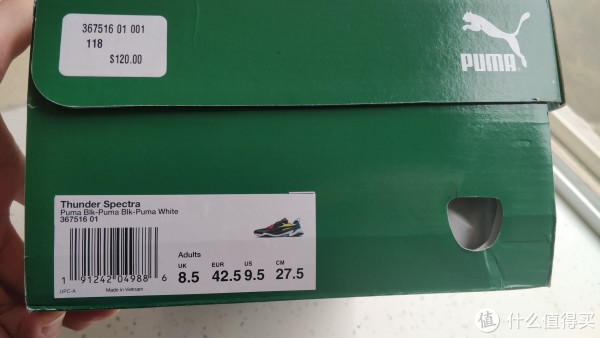 367516 01 001
118
$120.00
PUMA
Thunder Spectra
Puma Blk-Puma Blk-Puma White
367516 01
Adults
UK EUR US CM
8.5 42.5 9.5 27.5
1 91242 04988 6
UPC-A Made in Vietnam
值 什么值得买